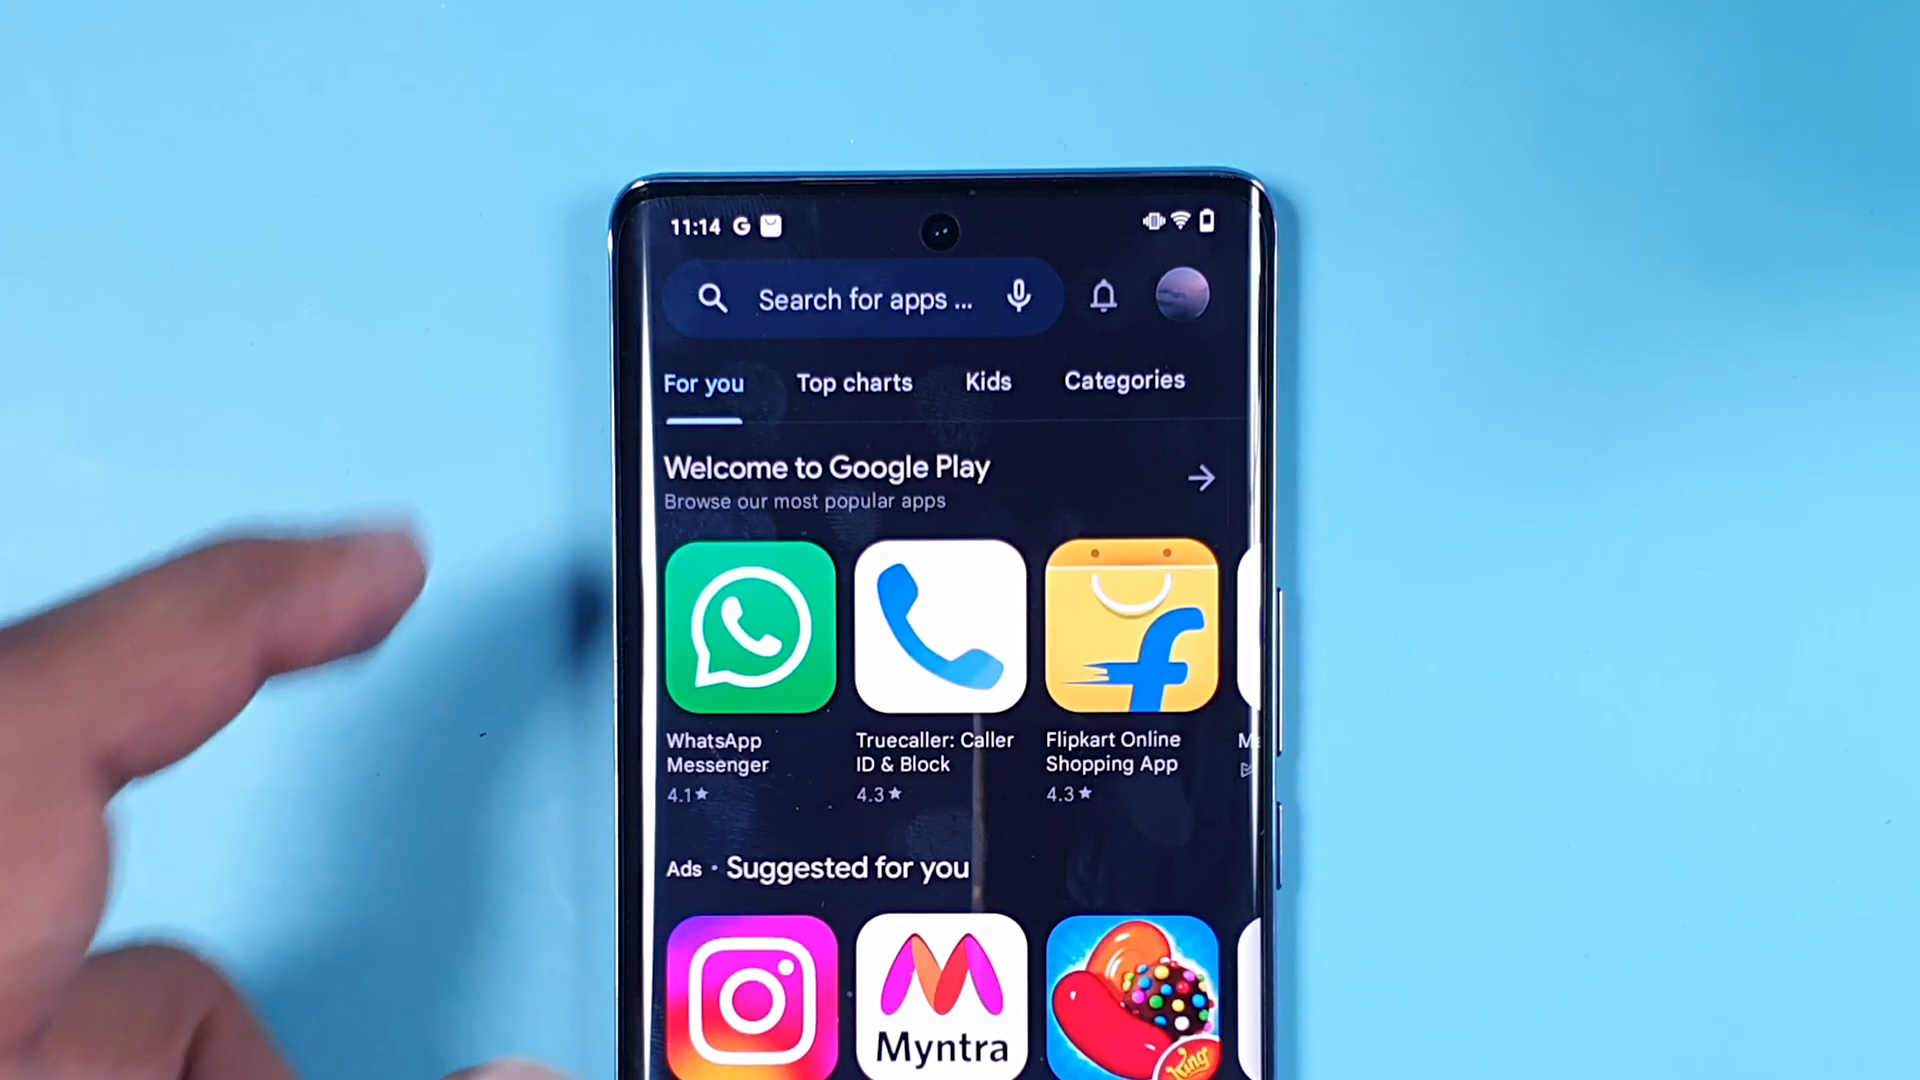 11:14 G
Search for apps ...
For you Top charts Kids Categories
Welcome to Google Play
Browse our most popular apps
WhatsApp Messenger
4.1★
Truecaller: Caller ID & Block
4.3★
Flipkart Online Shopping App
4.3★
Ads • Suggested for you
Myntra
King